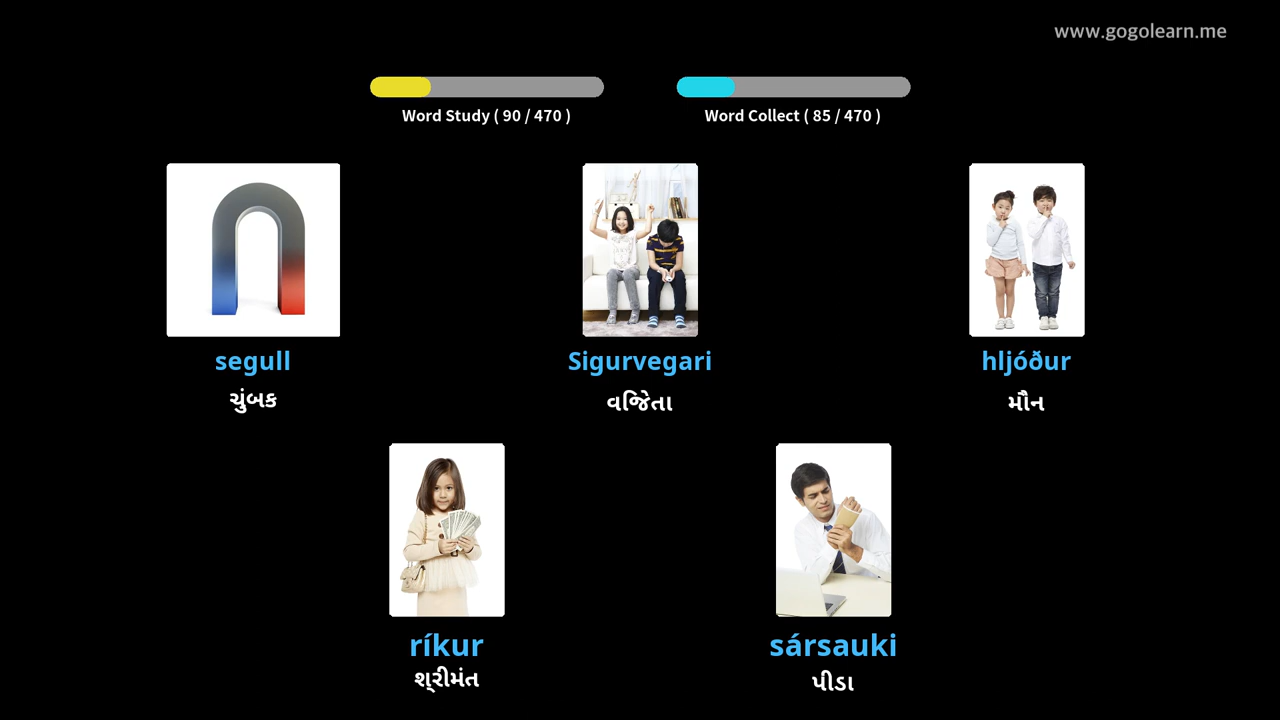 www.gogolearn.me
Word Study ( 90 / 470 )
Word Collect ( 85 / 470 )
segull
ચુંબક
Sigurvegari
વિજેતા
hljóður
મૌન
ríkur
શ્રીમંત
sársauki
પીડા